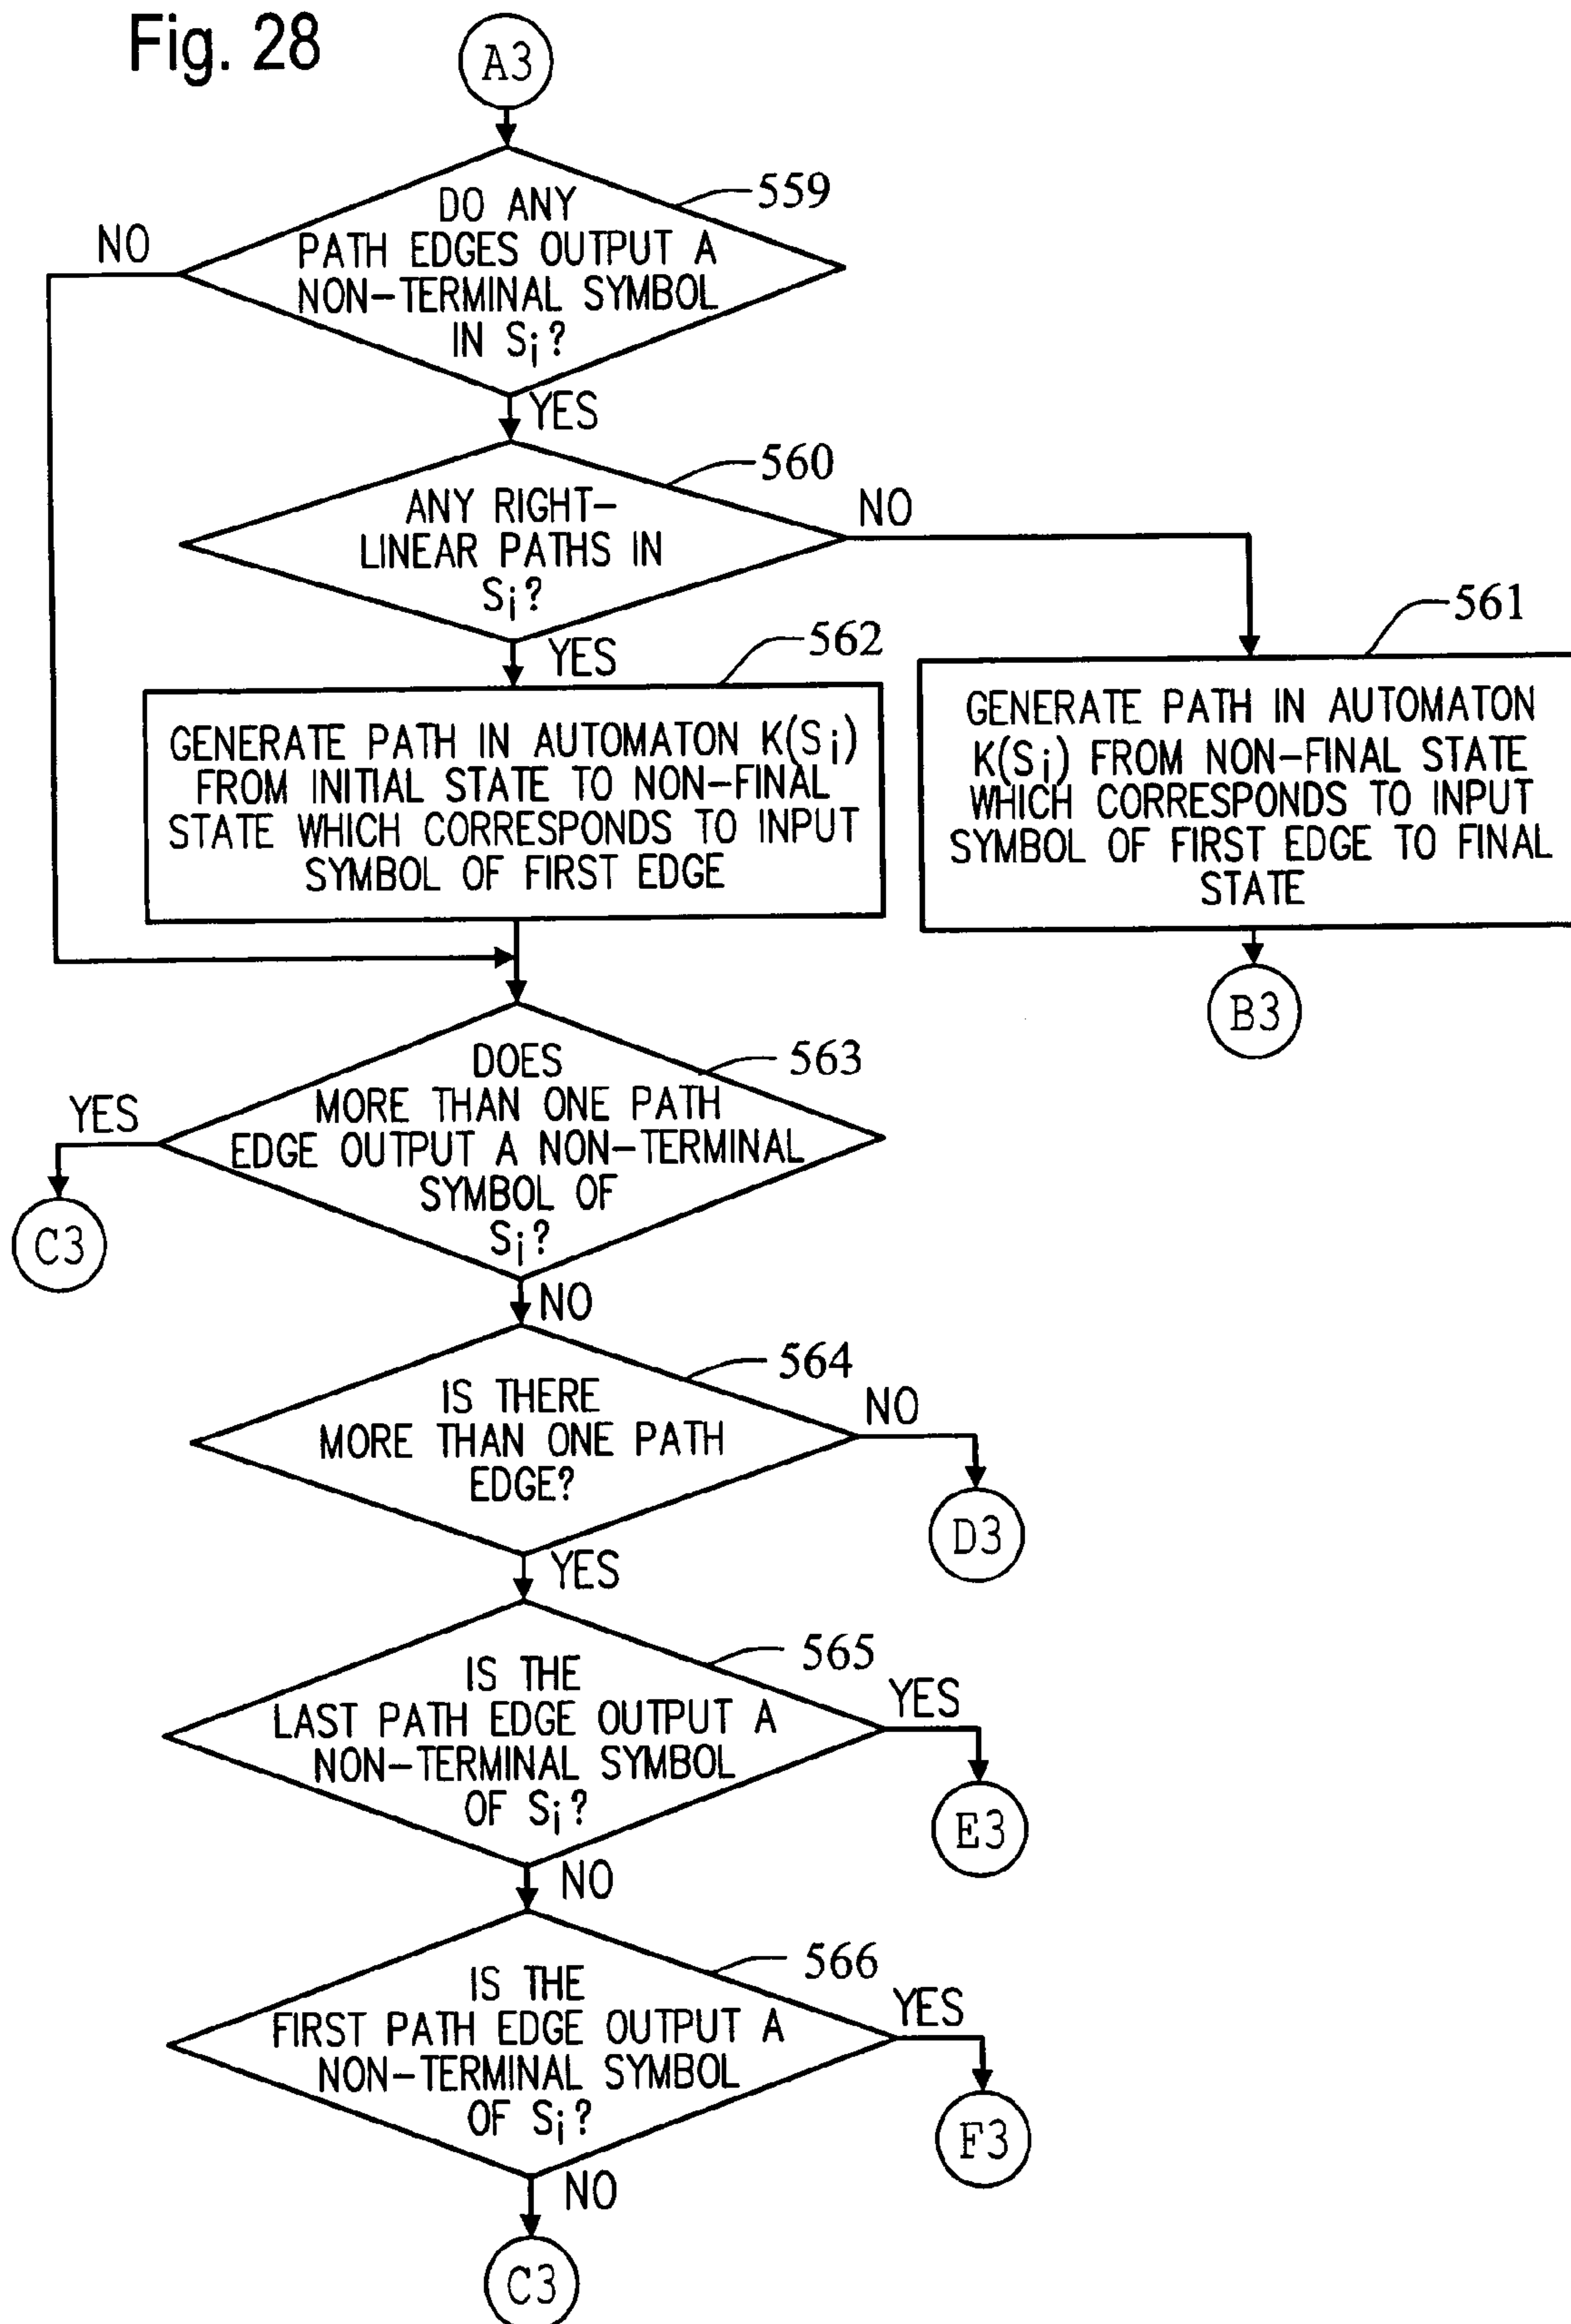 Fig. 28
A3
DO ANY
PATH EDGES OUTPUT A
NON-TERMINAL SYMBOL
IN Si?
559
NO
YES
ANY RIGHT-
LINEAR PATHS IN
Si?
560
NO
YES
561
562
GENERATE PATH IN AUTOMATON K(Si)
FROM INITIAL STATE TO NON-FINAL
STATE WHICH CORRESPONDS TO INPUT
SYMBOL OF FIRST EDGE
GENERATE PATH IN AUTOMATON
K(Si) FROM NON-FINAL STATE
WHICH CORRESPONDS TO INPUT
SYMBOL OF FIRST EDGE TO FINAL
STATE
B3
DOES
MORE THAN ONE PATH
EDGE OUTPUT A NON-TERMINAL
SYMBOL OF
Si?
563
YES
C3
NO
IS THERE
MORE THAN ONE PATH
EDGE?
564
NO
D3
YES
IS THE
LAST PATH EDGE OUTPUT A
NON-TERMINAL SYMBOL
OF Si?
565
YES
E3
NO
IS THE
FIRST PATH EDGE OUTPUT A
NON-TERMINAL SYMBOL
OF Si?
566
YES
F3
NO
C3